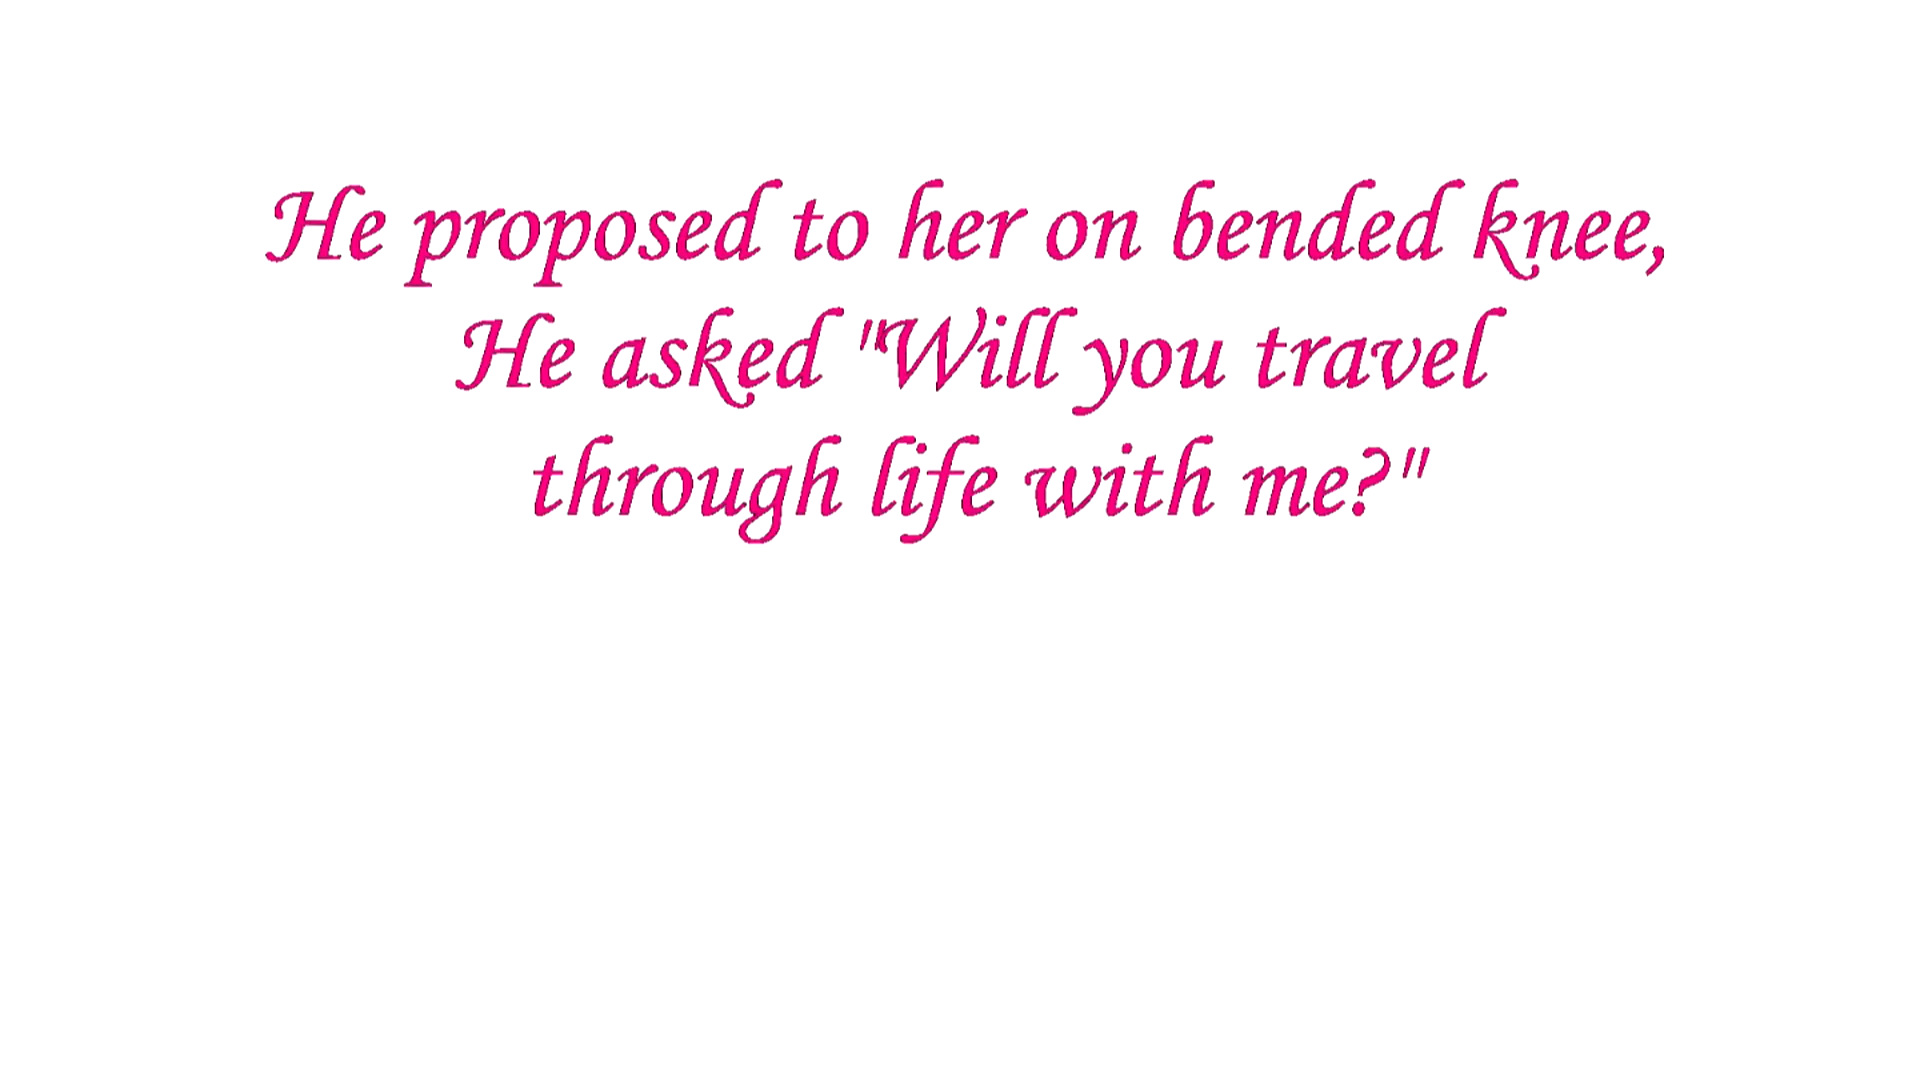 He proposed to her on bended knee,
He asked "Will you travel
through life with me?"